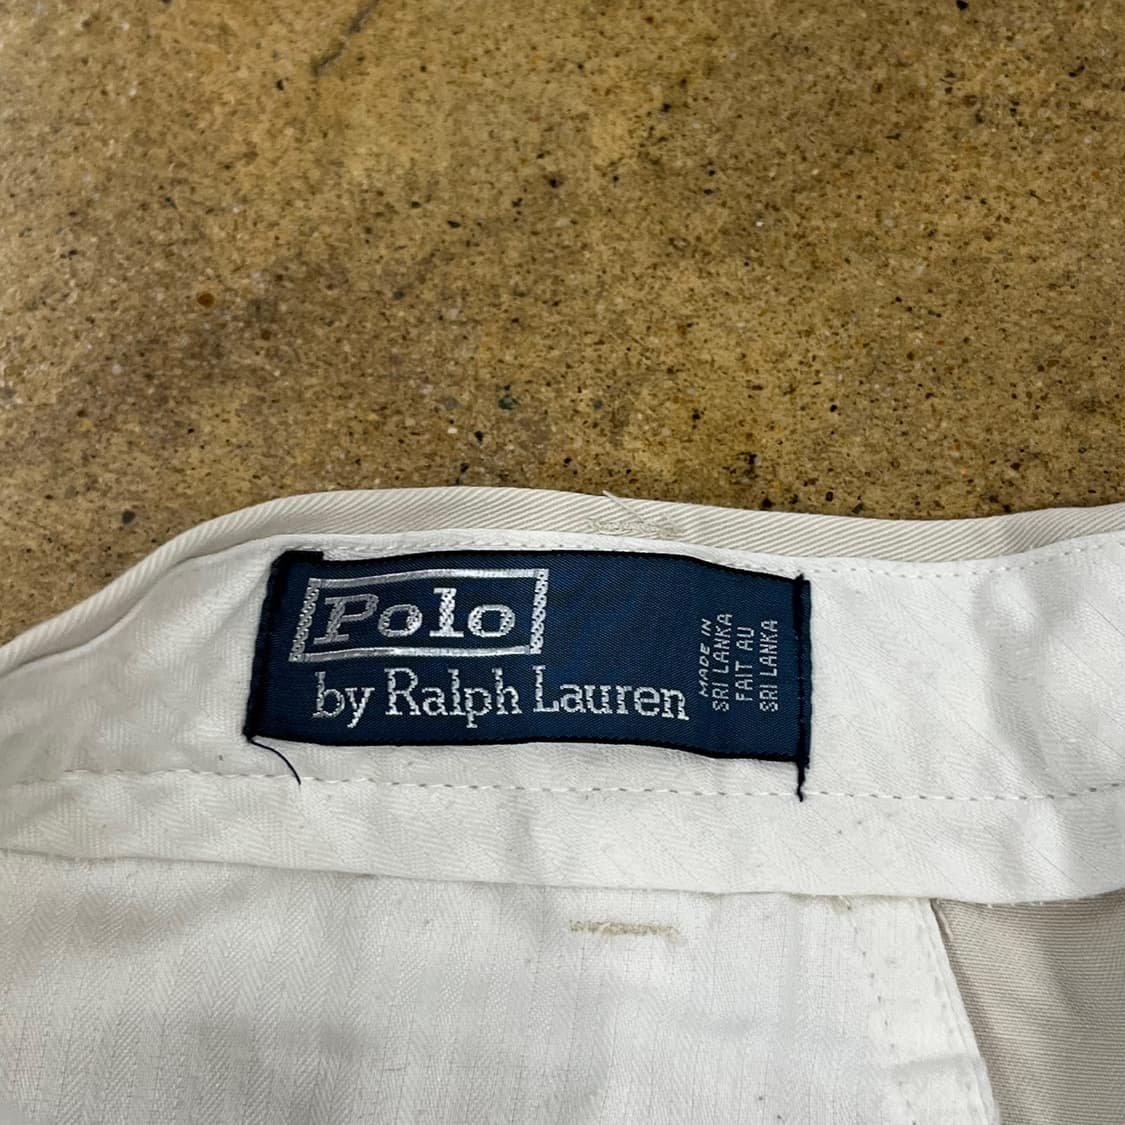 Polo
by Ralph Lauren
MADE IN
SRI LANKA
FAIT AU
SRI LANKA